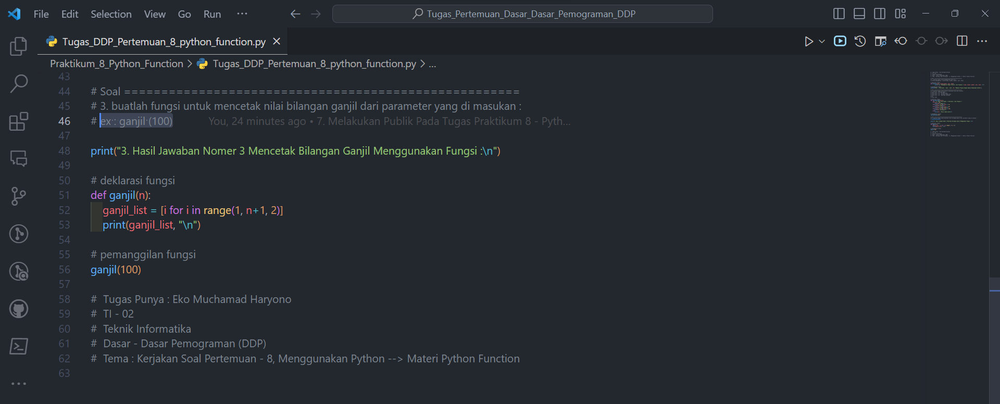 File Edit Selection View Go Run ···
Tugas_Pertemuan_Dasar_Dasar_Pemograman_DDP
Tugas_DDP_Pertemuan_8_python_function.py
Praktikum_8_Python_Function > Tugas_DDP_Pertemuan_8_python_function.py > ...
43
44 # Soal =====================================================
45 # 3. buatlah fungsi untuk mencetak nilai bilangan ganjil dari parameter yang di masukan :
46 # ex : ganjil (100) You, 24 minutes ago • 7. Melakukan Publik Pada Tugas Praktikum 8 - Pyth...
47
48 print("3. Hasil Jawaban Nomer 3 Mencetak Bilangan Ganjil Menggunakan Fungsi :\n")
49
50 # deklarasi fungsi
51 def ganjil(n):
52 ganjil_list = [i for i in range(1, n+1, 2)]
53 print(ganjil_list, "\n")
54
55 # pemanggilan fungsi
56 ganjil(100)
57
58 # Tugas Punya : Eko Muchamad Haryono
59 # TI - 02
60 # Teknik Informatika
61 # Dasar - Dasar Pemograman (DDP)
62 # Tema : Kerjakan Soal Pertemuan - 8, Menggunakan Python --> Materi Python Function
63